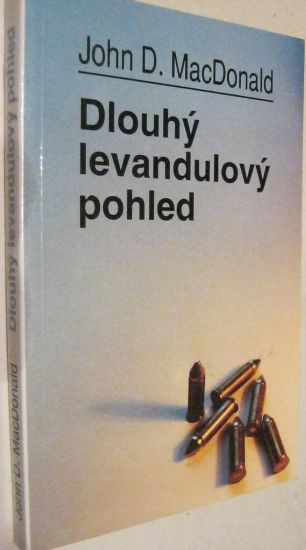 John D. MacDonald
Dlouhý
levandulový
pohled
John D. MacDonald Dlouhý levandulový pohled